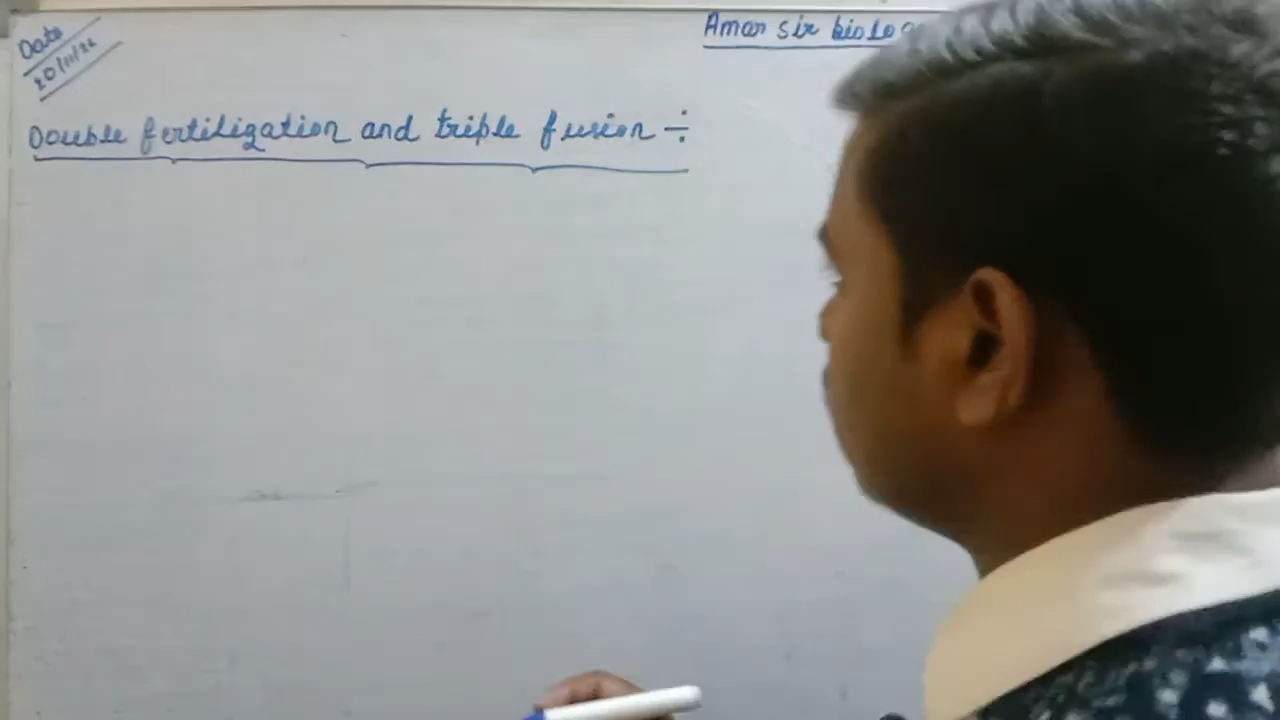 Date
20/11/22
Amar sir
Double fertilization and triple fusion ÷